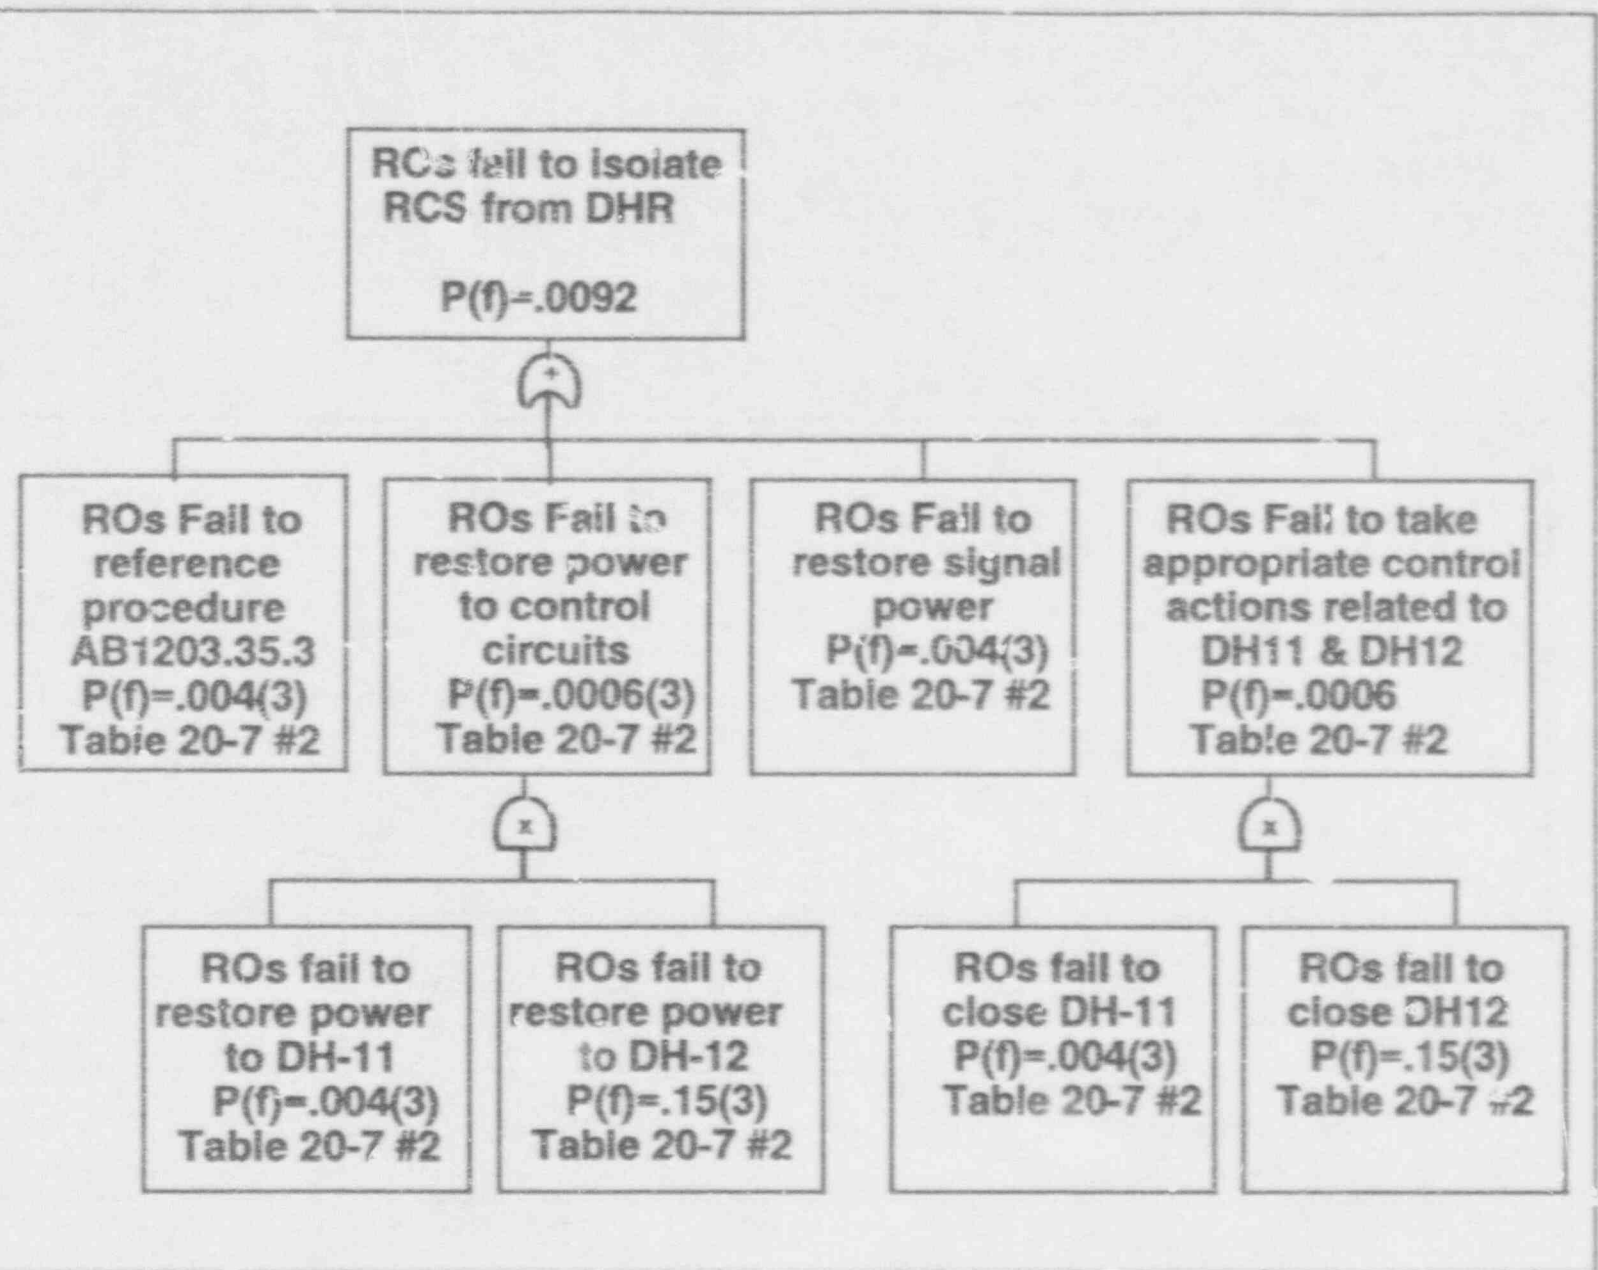 ROs fail to isolate
RCS from DHR
P(f)=.0092
+
ROs Fail to
reference
procedure
AB1203.35.3
P(f)=.004(3)
Table 20-7 #2
ROs Fail to
restore power
to control
circuits
P(f)=.0006(3)
Table 20-7 #2
ROs Fail to
restore signal
power
P(f)=.004(3)
Table 20-7 #2
ROs Fail to take
appropriate control
actions related to
DH11 & DH12
P(f)=.0006
Table 20-7 #2
x
x
ROs fail to
restore power
to DH-11
P(f)=.004(3)
Table 20-7 #2
ROs fail to
restore power
to DH-12
P(f)=.15(3)
Table 20-7 #2
ROs fail to
close DH-11
P(f)=.004(3)
Table 20-7 #2
ROs fail to
close DH12
P(f)=.15(3)
Table 20-7 #2